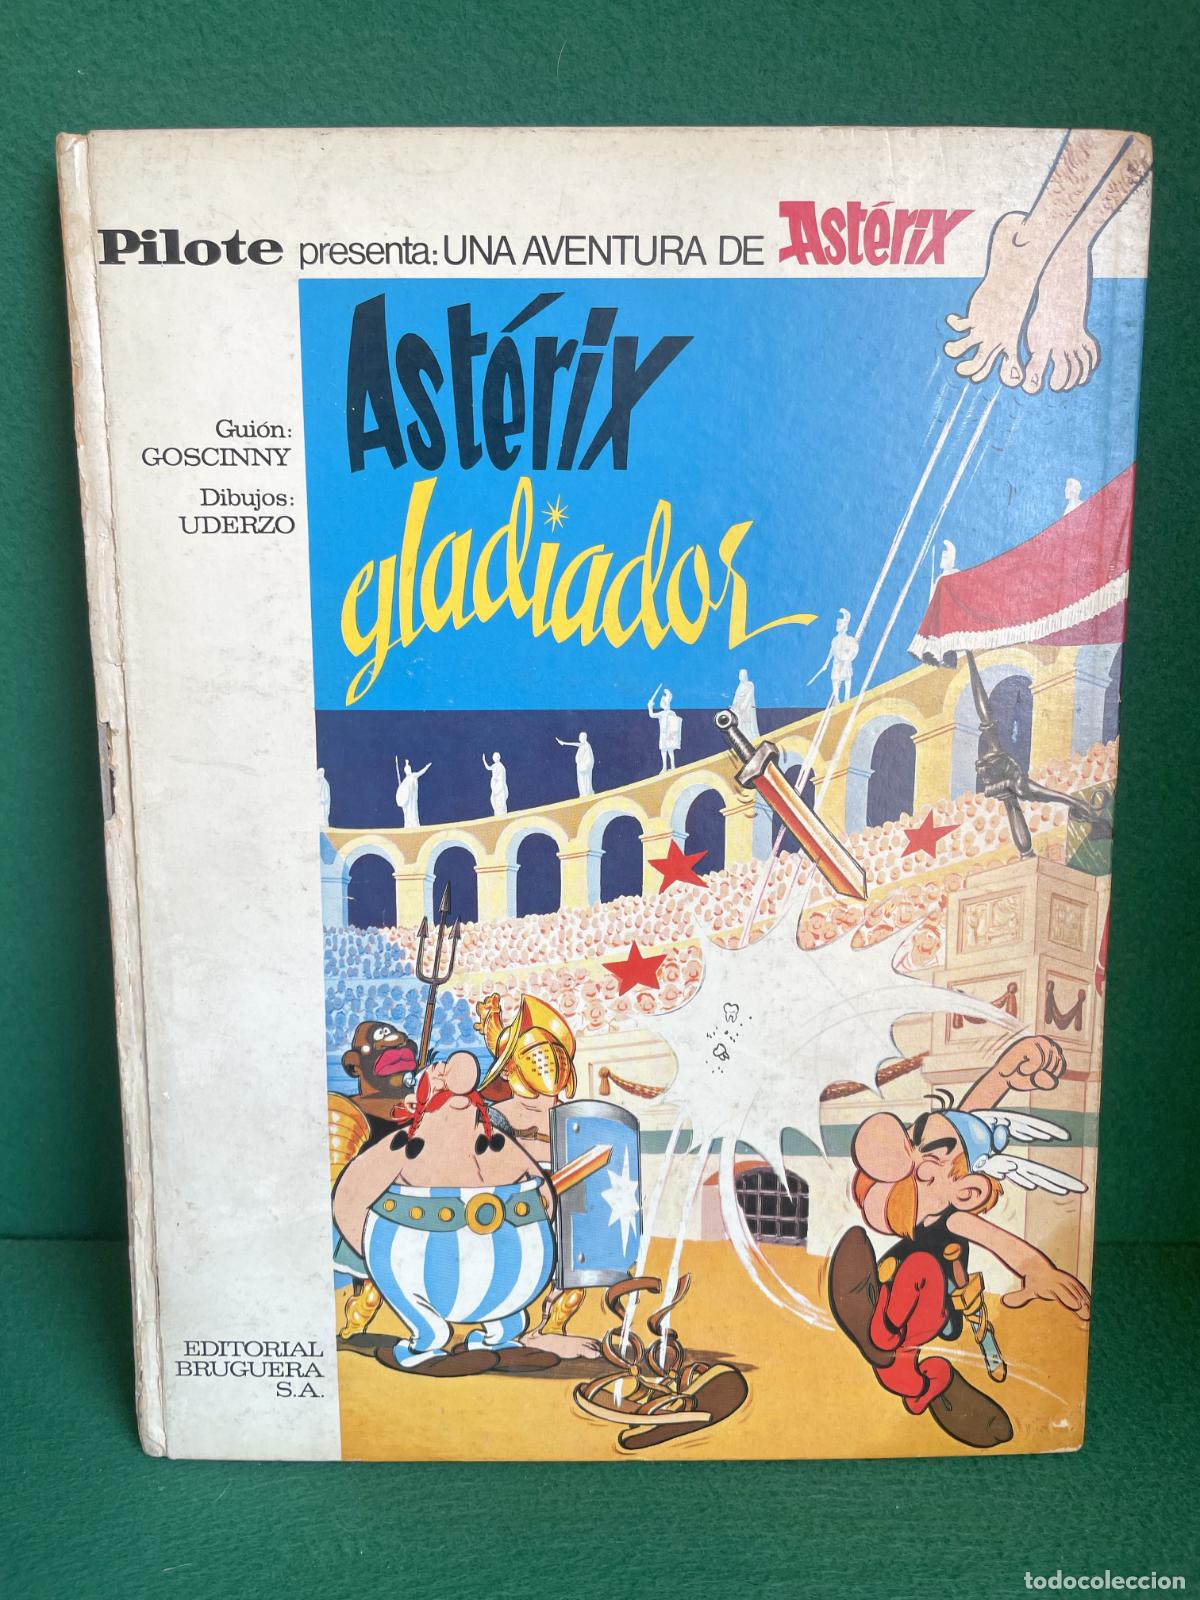 Pilote presenta: UNA AVENTURA DE Astérix
Astérix
gladiador
Guión:
GOSCINNY
Dibujos:
UDERZO
EDITORIAL
BRUGUERA
S.A.
todocoleccion